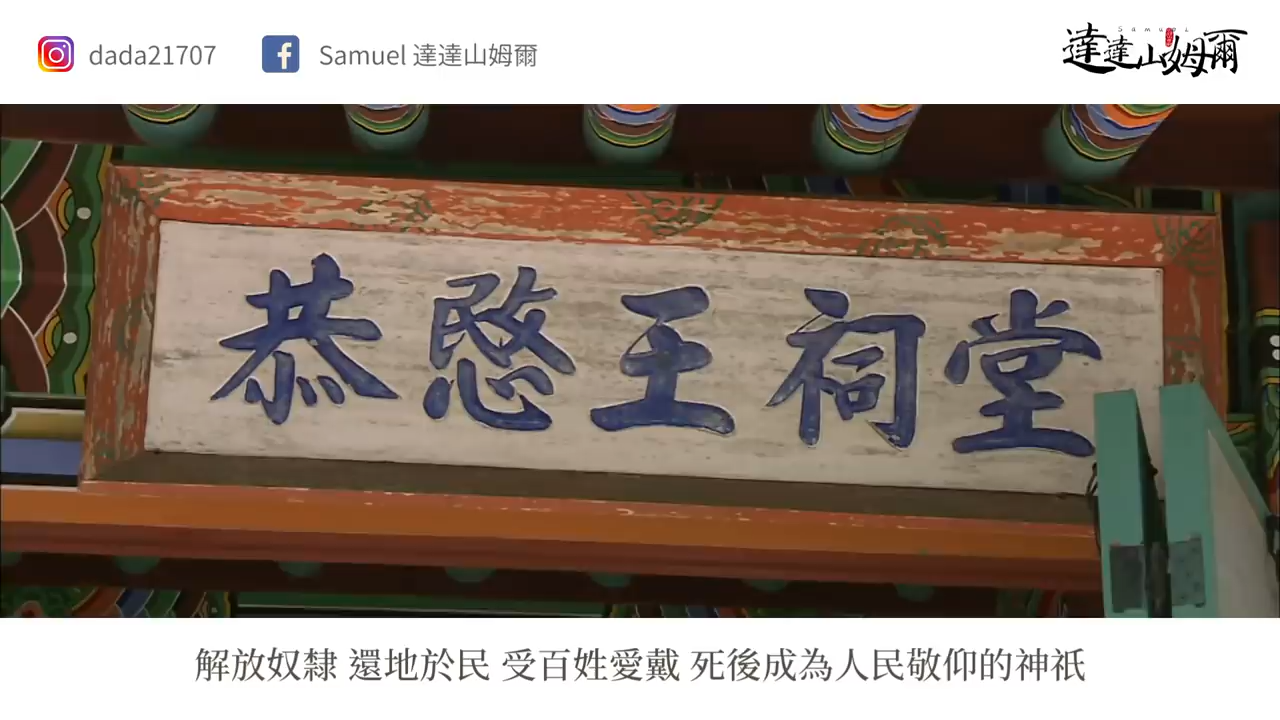 dada21707
Samuel 達達山姆爾
Samuel
達達山姆爾
恭愍王祠堂
解放奴隸 還地於民 受百姓愛戴 死後成為人民敬仰的神祇